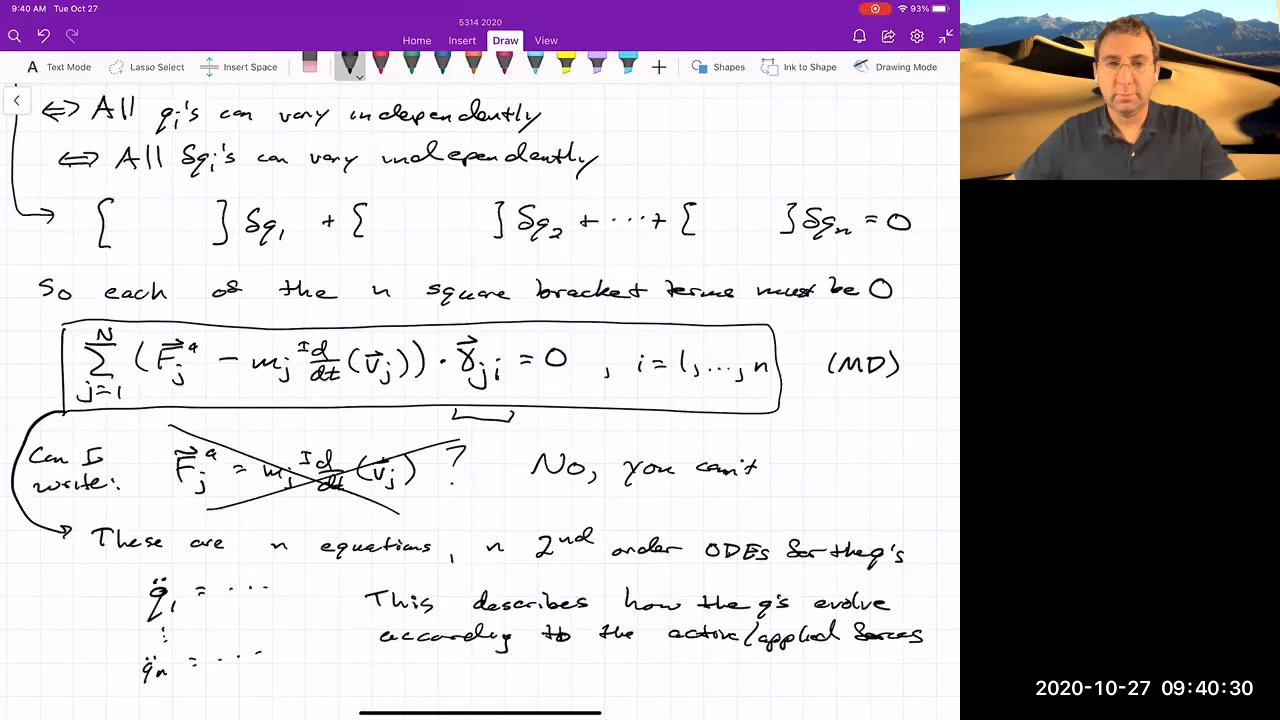 9:40 AM Tue Oct 27
93%
5314 2020
Home Insert Draw View
Text Mode Lasso Select Insert Space Shapes Ink to Shape Drawing Mode
⇔ All qᵢ's can vary independently
⇔ All δqᵢ's can vary independently
[ ] δq₁ + [ ] δq₂ + ... + [ ] δqₙ = 0
So each of the n square bracket terms must be 0
∑_{j=1}^{N} (F⃗ⱼᵃ - mⱼ ᴵd/dt (v⃗ⱼ)) · γ⃗ⱼᵢ = 0 , i = 1, ..., n (MD)
Can I write: F⃗ⱼᵃ = mⱼ ᴵd/dt (v⃗ⱼ) ? No, you can't
These are n equations, n 2nd order ODEs for the q's
q̈₁ = ...
⋮
q̈ₙ = ...
This describes how the q's evolve
according to the active/applied forces
2020-10-27 09:40:30